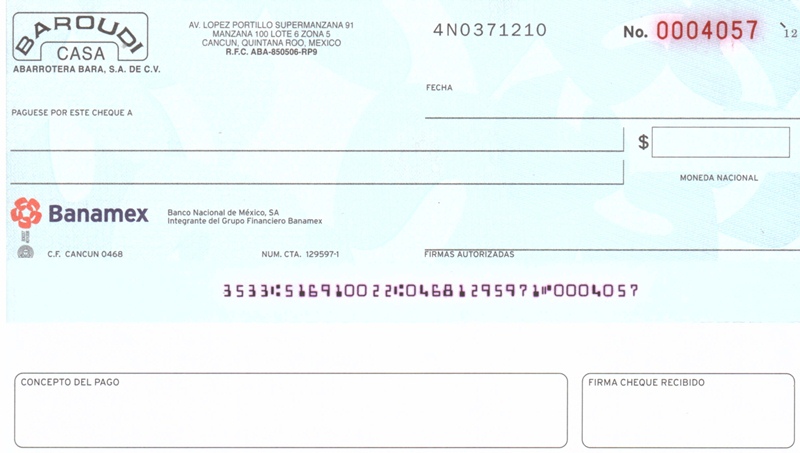 BAROUDI
CASA
ABARROTERA BARA, S.A. DE C.V.
AV. LOPEZ PORTILLO SUPERMANZANA 91
MANZANA 100 LOTE 6 ZONA 5
CANCUN, QUINTANA ROO, MEXICO
R.F.C. ABA-850506-RP9
4N0371210
No. 0004057
12
FECHA
PAGUESE POR ESTE CHEQUE A
$
MONEDA NACIONAL
Banamex
Banco Nacional de México, SA
Integrante del Grupo Financiero Banamex
C.F. CANCUN 0468
NUM. CTA. 129597-1
FIRMAS AUTORIZADAS
3533⑆516910022⑆04681295971⑈0004057
CONCEPTO DEL PAGO
FIRMA CHEQUE RECIBIDO